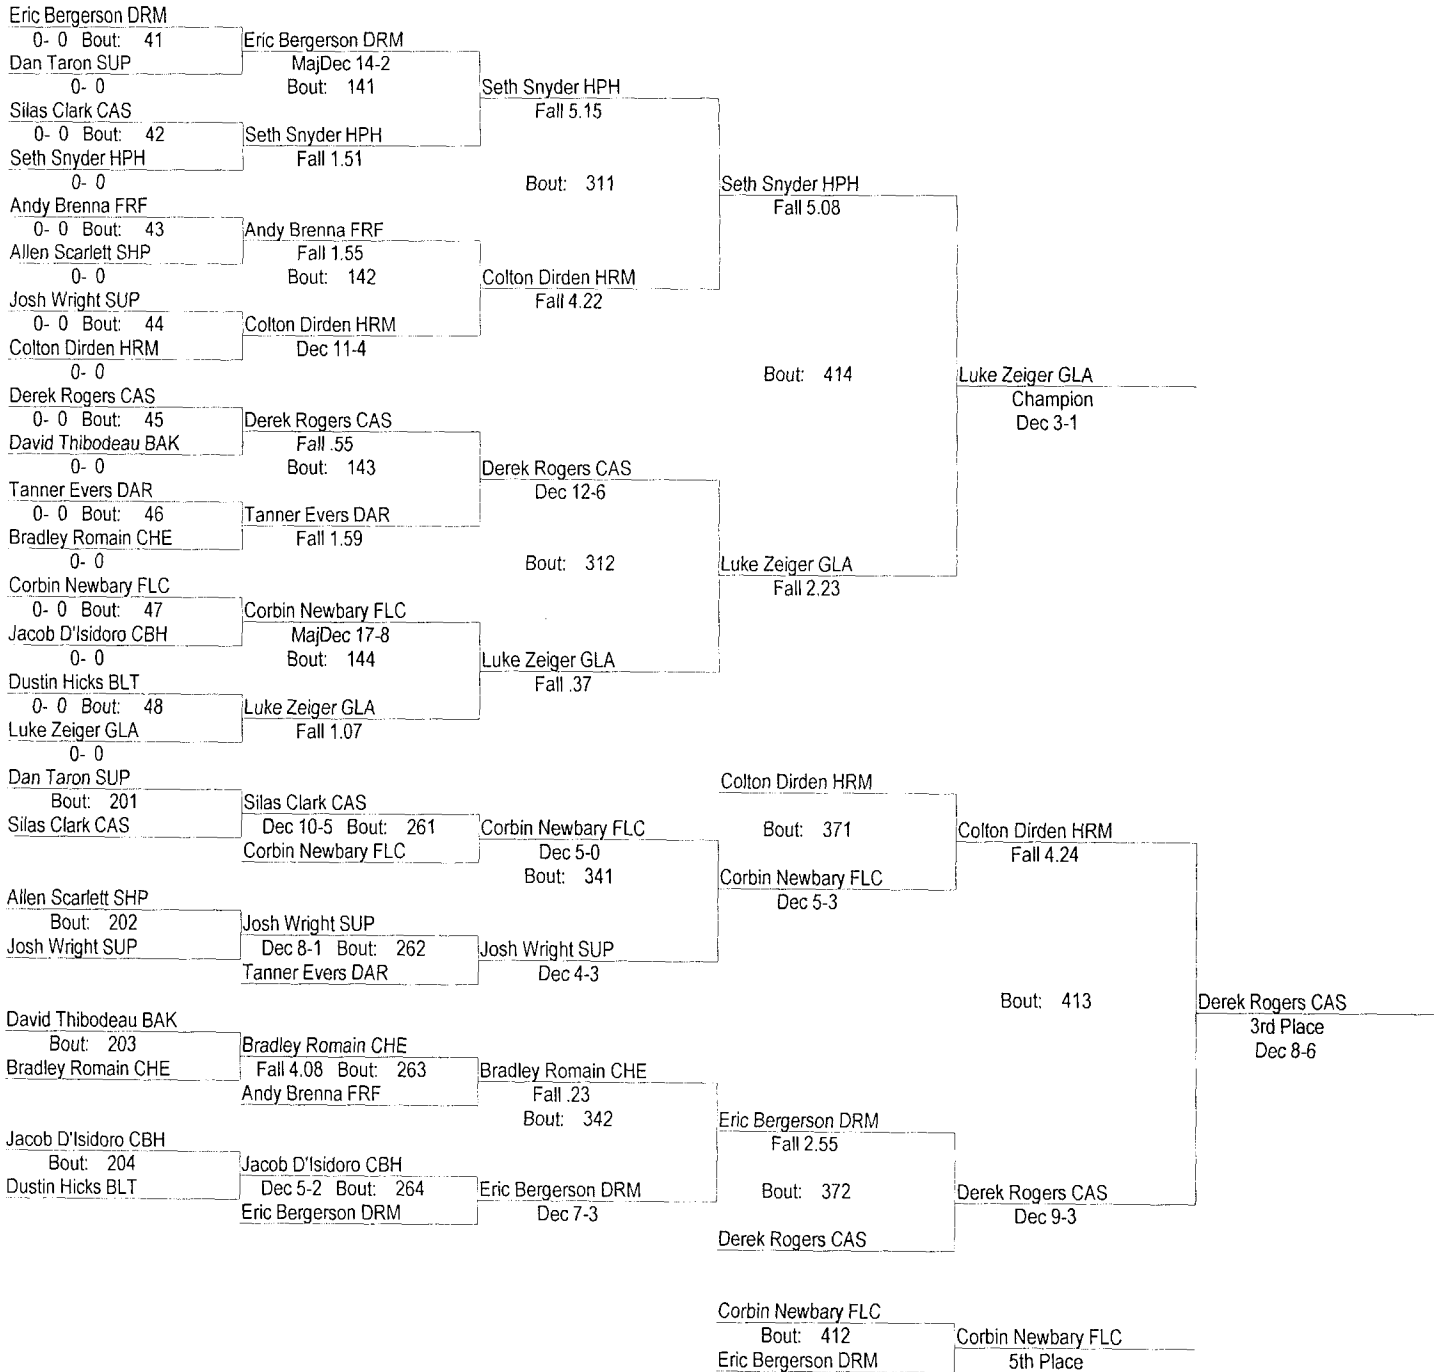 Eric Bergerson DRM
0- 0 Bout: 41
Eric Bergerson DRM
Dan Taron SUP
MajDec 14-2
0- 0
Bout: 141
Seth Snyder HPH
Silas Clark CAS
Fall 5.15
0- 0 Bout: 42
Seth Snyder HPH
Seth Snyder HPH
Fall 1.51
0- 0
Bout: 311
Seth Snyder HPH
Andy Brenna FRF
Fall 5.08
0- 0 Bout: 43
Andy Brenna FRF
Allen Scarlett SHP
Fall 1.55
0- 0
Bout: 142
Colton Dirden HRM
Josh Wright SUP
Fall 4.22
0- 0 Bout: 44
Colton Dirden HRM
Colton Dirden HRM
Dec 11-4
0- 0
Bout: 414
Luke Zeiger GLA
Derek Rogers CAS
Champion
0- 0 Bout: 45
Derek Rogers CAS
Dec 3-1
David Thibodeau BAK
Fall .55
0- 0
Bout: 143
Derek Rogers CAS
Tanner Evers DAR
Dec 12-6
0- 0 Bout: 46
Tanner Evers DAR
Bradley Romain CHE
Fall 1.59
0- 0
Bout: 312
Luke Zeiger GLA
Corbin Newbary FLC
Fall 2.23
0- 0 Bout: 47
Corbin Newbary FLC
Jacob D'Isidoro CBH
MajDec 17-8
0- 0
Bout: 144
Luke Zeiger GLA
Dustin Hicks BLT
Fall .37
0- 0 Bout: 48
Luke Zeiger GLA
Luke Zeiger GLA
Fall 1.07
0- 0
Dan Taron SUP
Colton Dirden HRM
Bout: 201
Silas Clark CAS
Silas Clark CAS
Dec 10-5 Bout: 261
Corbin Newbary FLC
Bout: 371
Colton Dirden HRM
Corbin Newbary FLC
Dec 5-0
Fall 4.24
Bout: 341
Corbin Newbary FLC
Allen Scarlett SHP
Dec 5-3
Bout: 202
Josh Wright SUP
Josh Wright SUP
Dec 8-1 Bout: 262
Josh Wright SUP
Tanner Evers DAR
Dec 4-3
Bout: 413
Derek Rogers CAS
David Thibodeau BAK
3rd Place
Bout: 203
Bradley Romain CHE
Dec 8-6
Bradley Romain CHE
Fall 4.08 Bout: 263
Bradley Romain CHE
Andy Brenna FRF
Fall .23
Bout: 342
Eric Bergerson DRM
Jacob D'Isidoro CBH
Fall 2.55
Bout: 204
Jacob D'Isidoro CBH
Dustin Hicks BLT
Dec 5-2 Bout: 264
Eric Bergerson DRM
Bout: 372
Derek Rogers CAS
Eric Bergerson DRM
Dec 7-3
Dec 9-3
Derek Rogers CAS
Corbin Newbary FLC
Bout: 412
Corbin Newbary FLC
Eric Bergerson DRM
5th Place